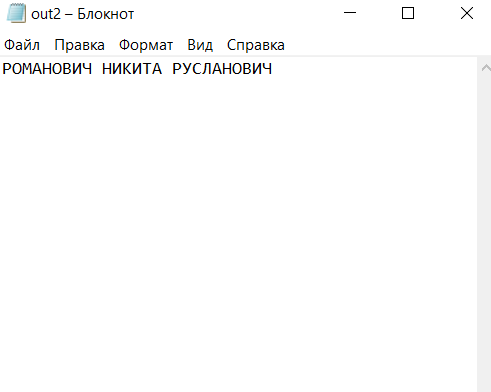 out2 – Блокнот
Файл Правка Формат Вид Справка
РОМАНОВИЧ НИКИТА РУСЛАНОВИЧ